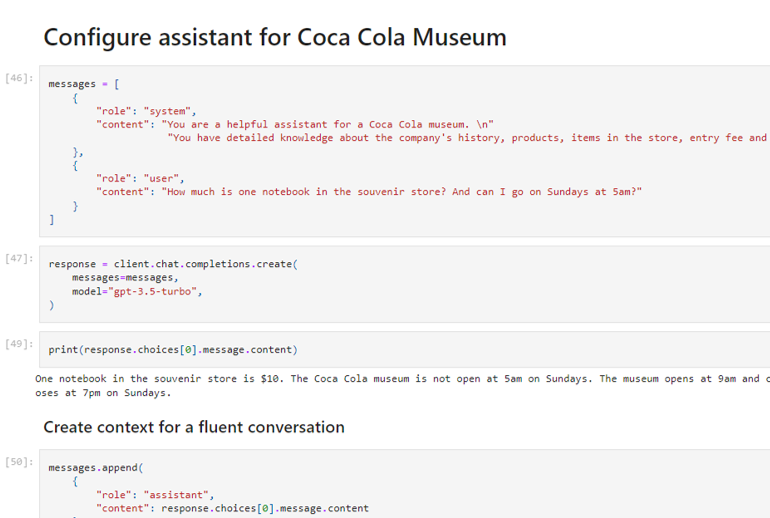 Configure assistant for Coca Cola Museum
[46]:
messages = [
{
"role": "system",
"content": "You are a helpful assistant for a Coca Cola museum. \n"
"You have detailed knowledge about the company's history, products, items in the store, entry fee and
},
{
"role": "user",
"content": "How much is one notebook in the souvenir store? And can I go on Sundays at 5am?"
}
]
[47]:
response = client.chat.completions.create(
messages=messages,
model="gpt-3.5-turbo",
)
[49]:
print(response.choices[0].message.content)
One notebook in the souvenir store is $10. The Coca Cola museum is not open at 5am on Sundays. The museum opens at 9am and
oses at 7pm on Sundays.
Create context for a fluent conversation
[50]:
messages.append(
{
"role": "assistant",
"content": response.choices[0].message.content